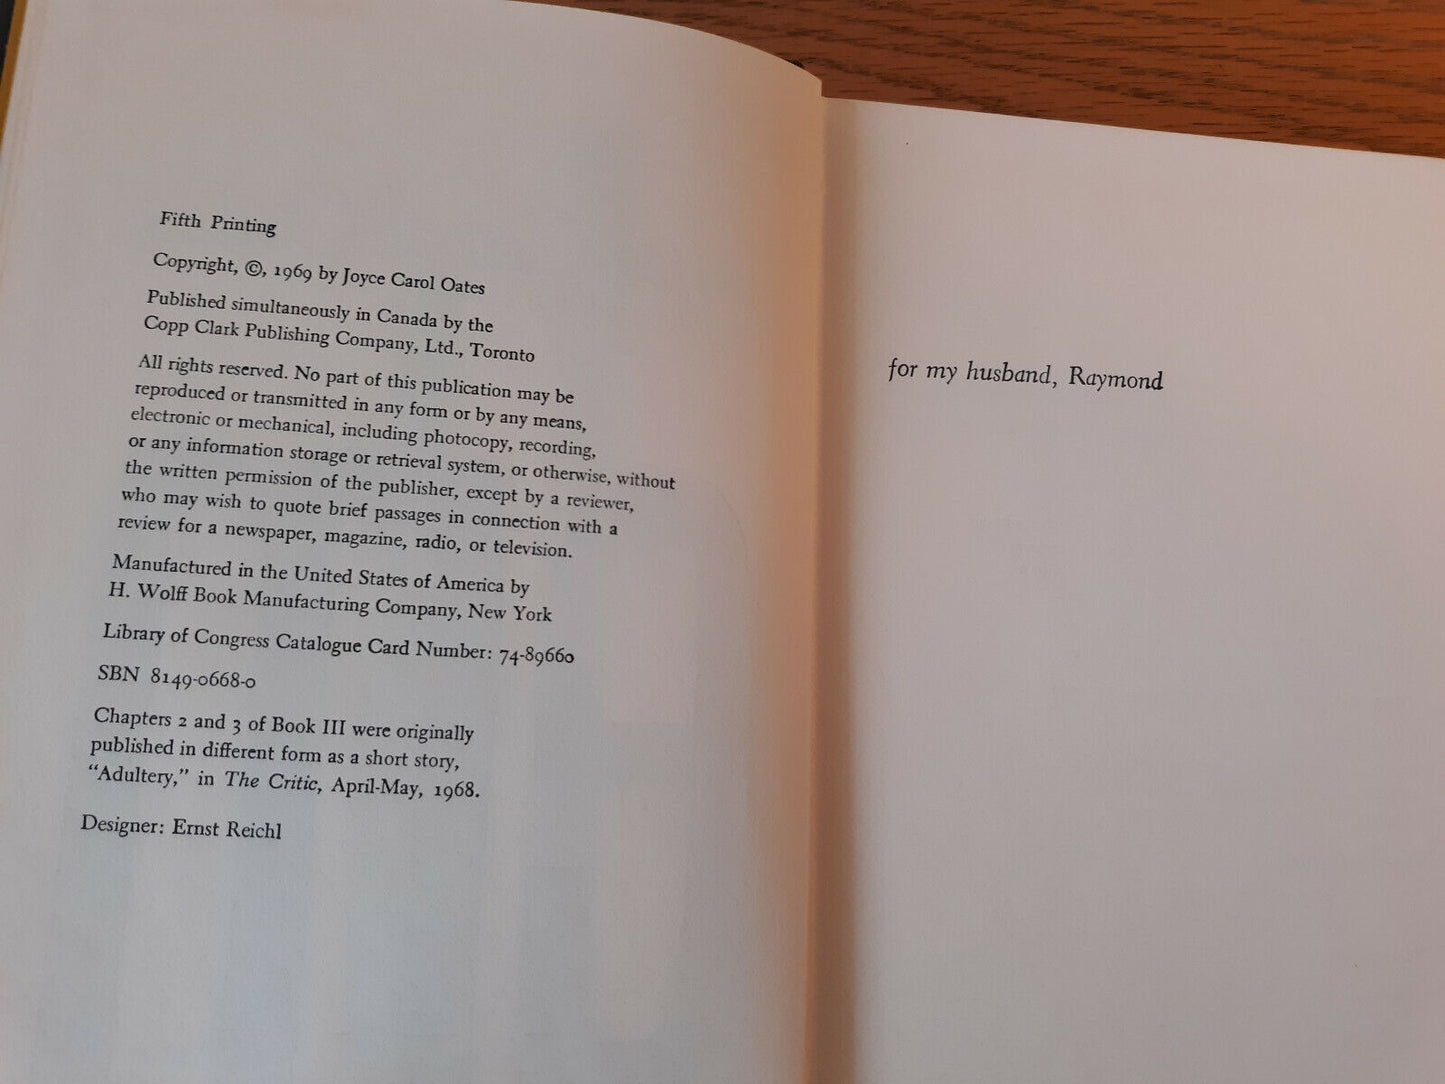 Fifth Printing
Copyright, ©, 1969 by Joyce Carol Oates
Published simultaneously in Canada by the
Copp Clark Publishing Company, Ltd., Toronto
All rights reserved. No part of this publication may be
reproduced or transmitted in any form or by any means,
electronic or mechanical, including photocopy, recording,
or any information storage or retrieval system, or otherwise, without
the written permission of the publisher, except by a reviewer,
who may wish to quote brief passages in connection with a
review for a newspaper, magazine, radio, or television.
Manufactured in the United States of America by
H. Wolff Book Manufacturing Company, New York
Library of Congress Catalogue Card Number: 74-89660
SBN 8149-0668-0
Chapters 2 and 3 of Book III were originally
published in different form as a short story,
“Adultery,” in The Critic, April-May, 1968.
Designer: Ernst Reichl
for my husband, Raymond